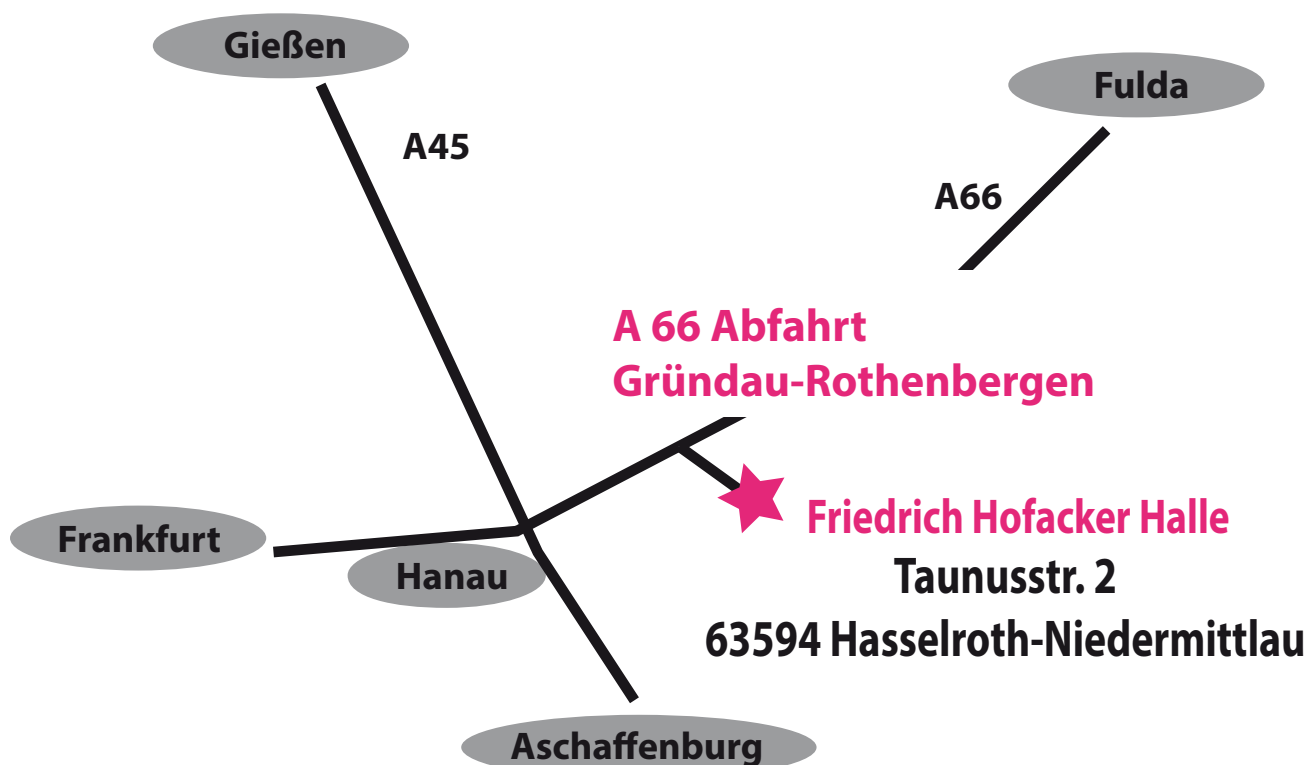 Gießen
Fulda
A45
A66
A 66 Abfahrt
Gründau-Rothenbergen
Friedrich Hofacker Halle
Frankfurt
Hanau
Taunusstr. 2
63594 Hasselroth-Niedermittlau
Aschaffenburg